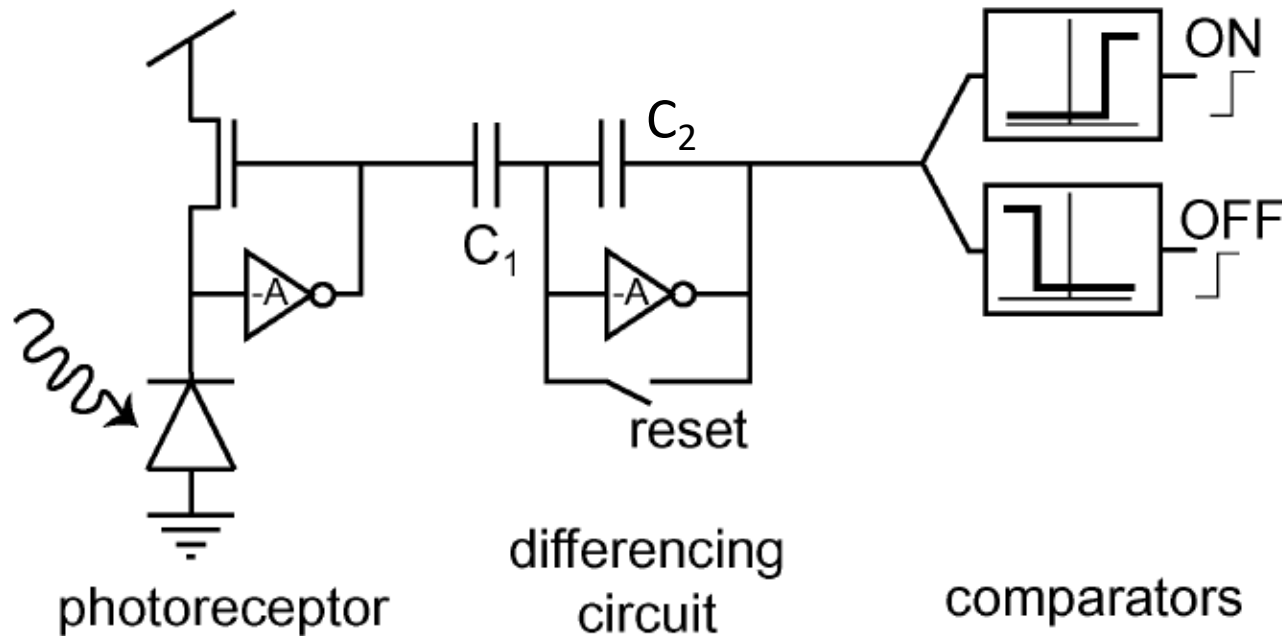 ON
C₂
C₁
OFF
-A
-A
reset
differencing
circuit
photoreceptor
comparators